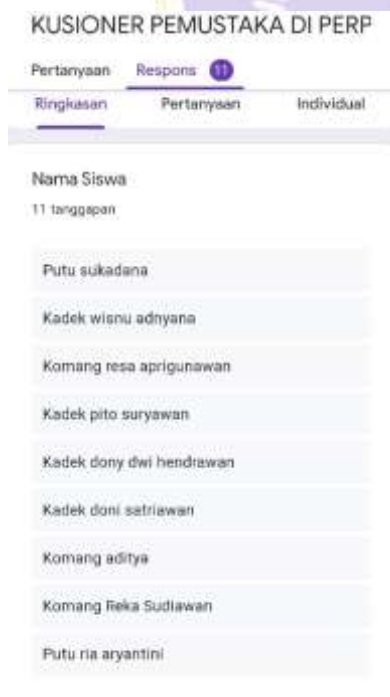 KUSIONER PEMUSTAKA DI PERP
Pertanyaan Respons 11
Ringkasan Pertanyaan Individual
Nama Siswa
11 tanggapan
Putu sukadana
Kadek wisnu adnyana
Komang resa aprigunawan
Kadek pito suryawan
Kadek dony dwi hendrawan
Kadek doni satriawan
Komang aditya
Komang Reka Sudiawan
Putu ria aryantini